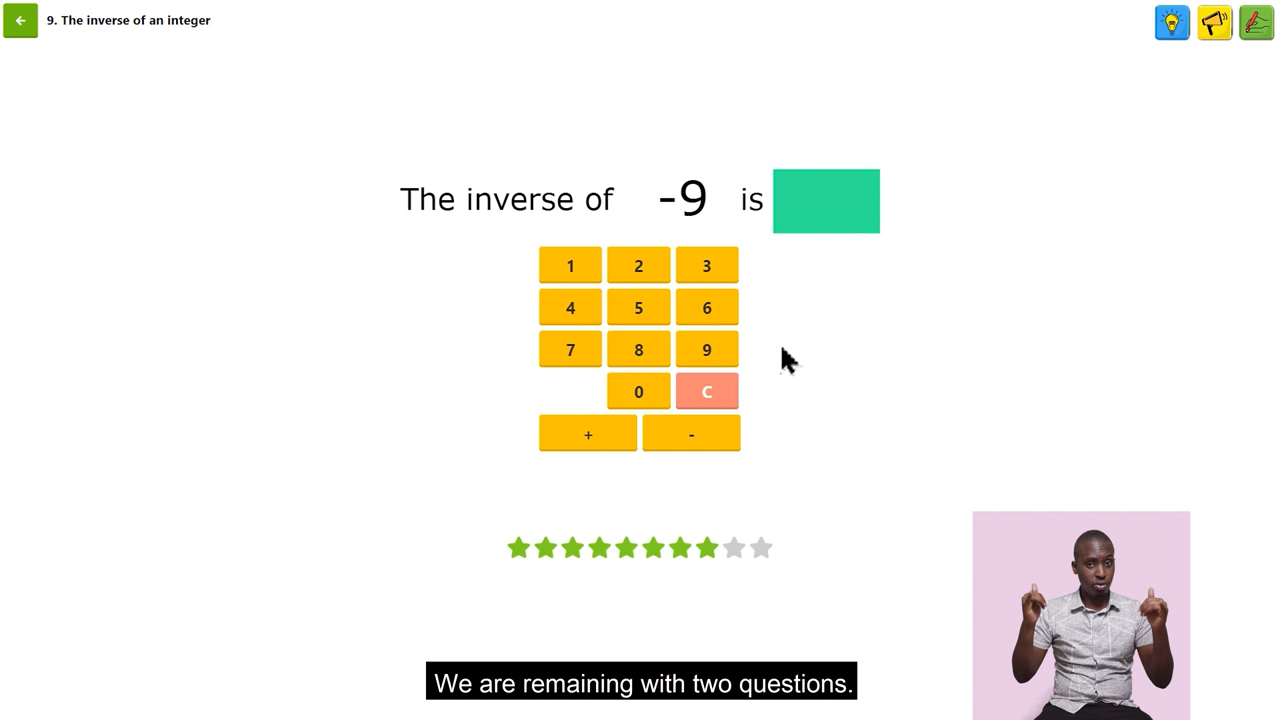 9. The inverse of an integer
The inverse of -9 is
1 2 3
4 5 6
7 8 9
0 C
+ -
We are remaining with two questions.